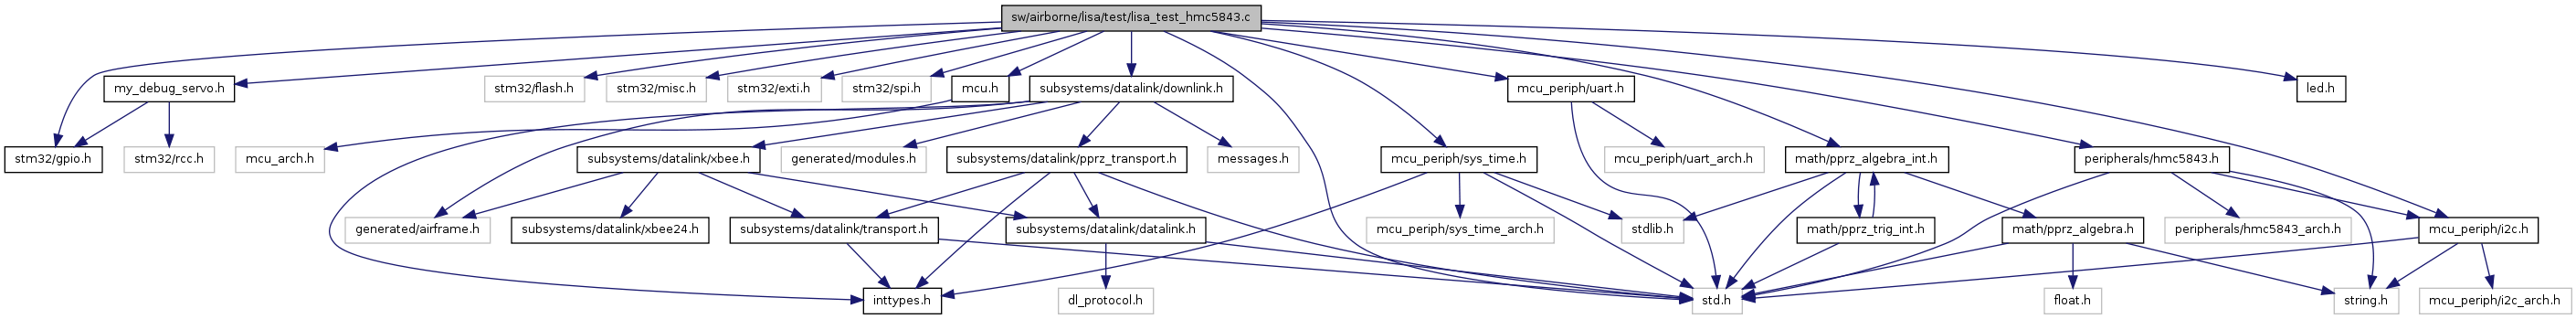 sw/airborne/lisa/test/lisa_test_hmc5843.c
my_debug_servo.h
stm32/flash.h
stm32/misc.h
stm32/exti.h
stm32/spi.h
mcu.h
subsystems/datalink/downlink.h
mcu_periph/uart.h
led.h
stm32/gpio.h
stm32/rcc.h
mcu_arch.h
subsystems/datalink/xbee.h
generated/modules.h
subsystems/datalink/pprz_transport.h
messages.h
mcu_periph/sys_time.h
mcu_periph/uart_arch.h
math/pprz_algebra_int.h
peripherals/hmc5843.h
generated/airframe.h
subsystems/datalink/xbee24.h
subsystems/datalink/transport.h
subsystems/datalink/datalink.h
mcu_periph/sys_time_arch.h
stdlib.h
math/pprz_trig_int.h
math/pprz_algebra.h
peripherals/hmc5843_arch.h
mcu_periph/i2c.h
inttypes.h
dl_protocol.h
std.h
float.h
string.h
mcu_periph/i2c_arch.h